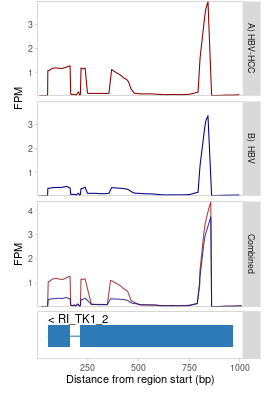 3
2
1
A) HBV-HCC
FPM
3
2
1
B) HBV
4
3
2
1
Combined
FPM
< RI_TK1_2
250
500
750
1000
Distance from region start (bp)